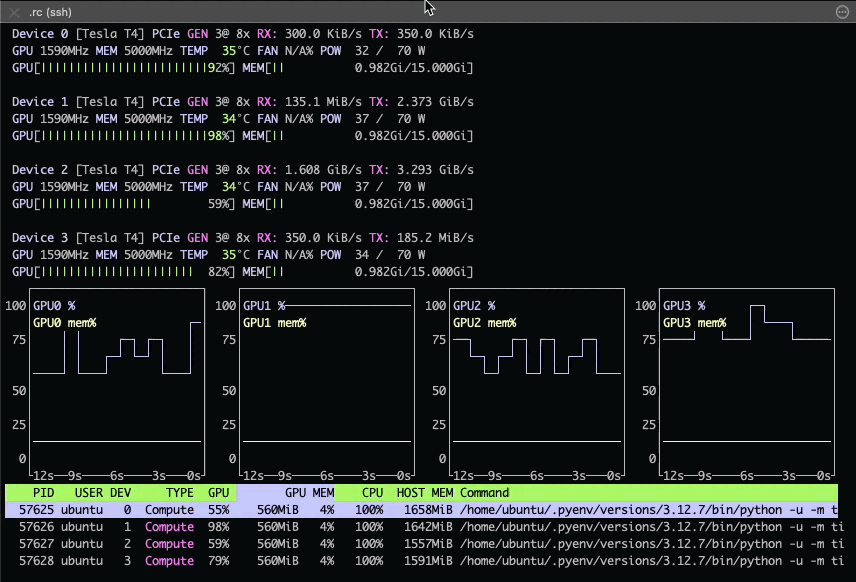 .rc (ssh)
Device 0 [Tesla T4] PCIe GEN 3@ 8x RX: 300.0 KiB/s TX: 350.0 KiB/s
GPU 1590MHz MEM 5000MHz TEMP 35°C FAN N/A% POW 32 / 70 W
GPU[||||||||||||||||||||||||||92%] MEM[|| 0.982Gi/15.000Gi]
Device 1 [Tesla T4] PCIe GEN 3@ 8x RX: 135.1 MiB/s TX: 2.373 GiB/s
GPU 1590MHz MEM 5000MHz TEMP 34°C FAN N/A% POW 37 / 70 W
GPU[||||||||||||||||||||||||||98%] MEM[|| 0.982Gi/15.000Gi]
Device 2 [Tesla T4] PCIe GEN 3@ 8x RX: 1.608 GiB/s TX: 3.293 GiB/s
GPU 1590MHz MEM 5000MHz TEMP 34°C FAN N/A% POW 37 / 70 W
GPU[||||||||||||||||| 59%] MEM[|| 0.982Gi/15.000Gi]
Device 3 [Tesla T4] PCIe GEN 3@ 8x RX: 350.0 KiB/s TX: 185.2 MiB/s
GPU 1590MHz MEM 5000MHz TEMP 35°C FAN N/A% POW 34 / 70 W
GPU[|||||||||||||||||||||||| 82%] MEM[|| 0.982Gi/15.000Gi]
100 GPU0 % 100 GPU1 % 100 GPU2 % 100 GPU3 %
GPU0 mem% GPU1 mem% GPU2 mem% GPU3 mem%
75 75 75 75
50 50 50 50
25 25 25 25
0 0 0 0
12s 9s 6s 3s 0s 12s 9s 6s 3s 0s 12s 9s 6s 3s 0s 12s 9s 6s 3s 0s
PID USER DEV TYPE GPU GPU MEM CPU HOST MEM Command
57625 ubuntu 0 Compute 55% 560MiB 4% 100% 1658MiB /home/ubuntu/.pyenv/versions/3.12.7/bin/python -u -m ti
57626 ubuntu 1 Compute 98% 560MiB 4% 100% 1642MiB /home/ubuntu/.pyenv/versions/3.12.7/bin/python -u -m ti
57627 ubuntu 2 Compute 59% 560MiB 4% 100% 1557MiB /home/ubuntu/.pyenv/versions/3.12.7/bin/python -u -m ti
57628 ubuntu 3 Compute 79% 560MiB 4% 100% 1591MiB /home/ubuntu/.pyenv/versions/3.12.7/bin/python -u -m ti